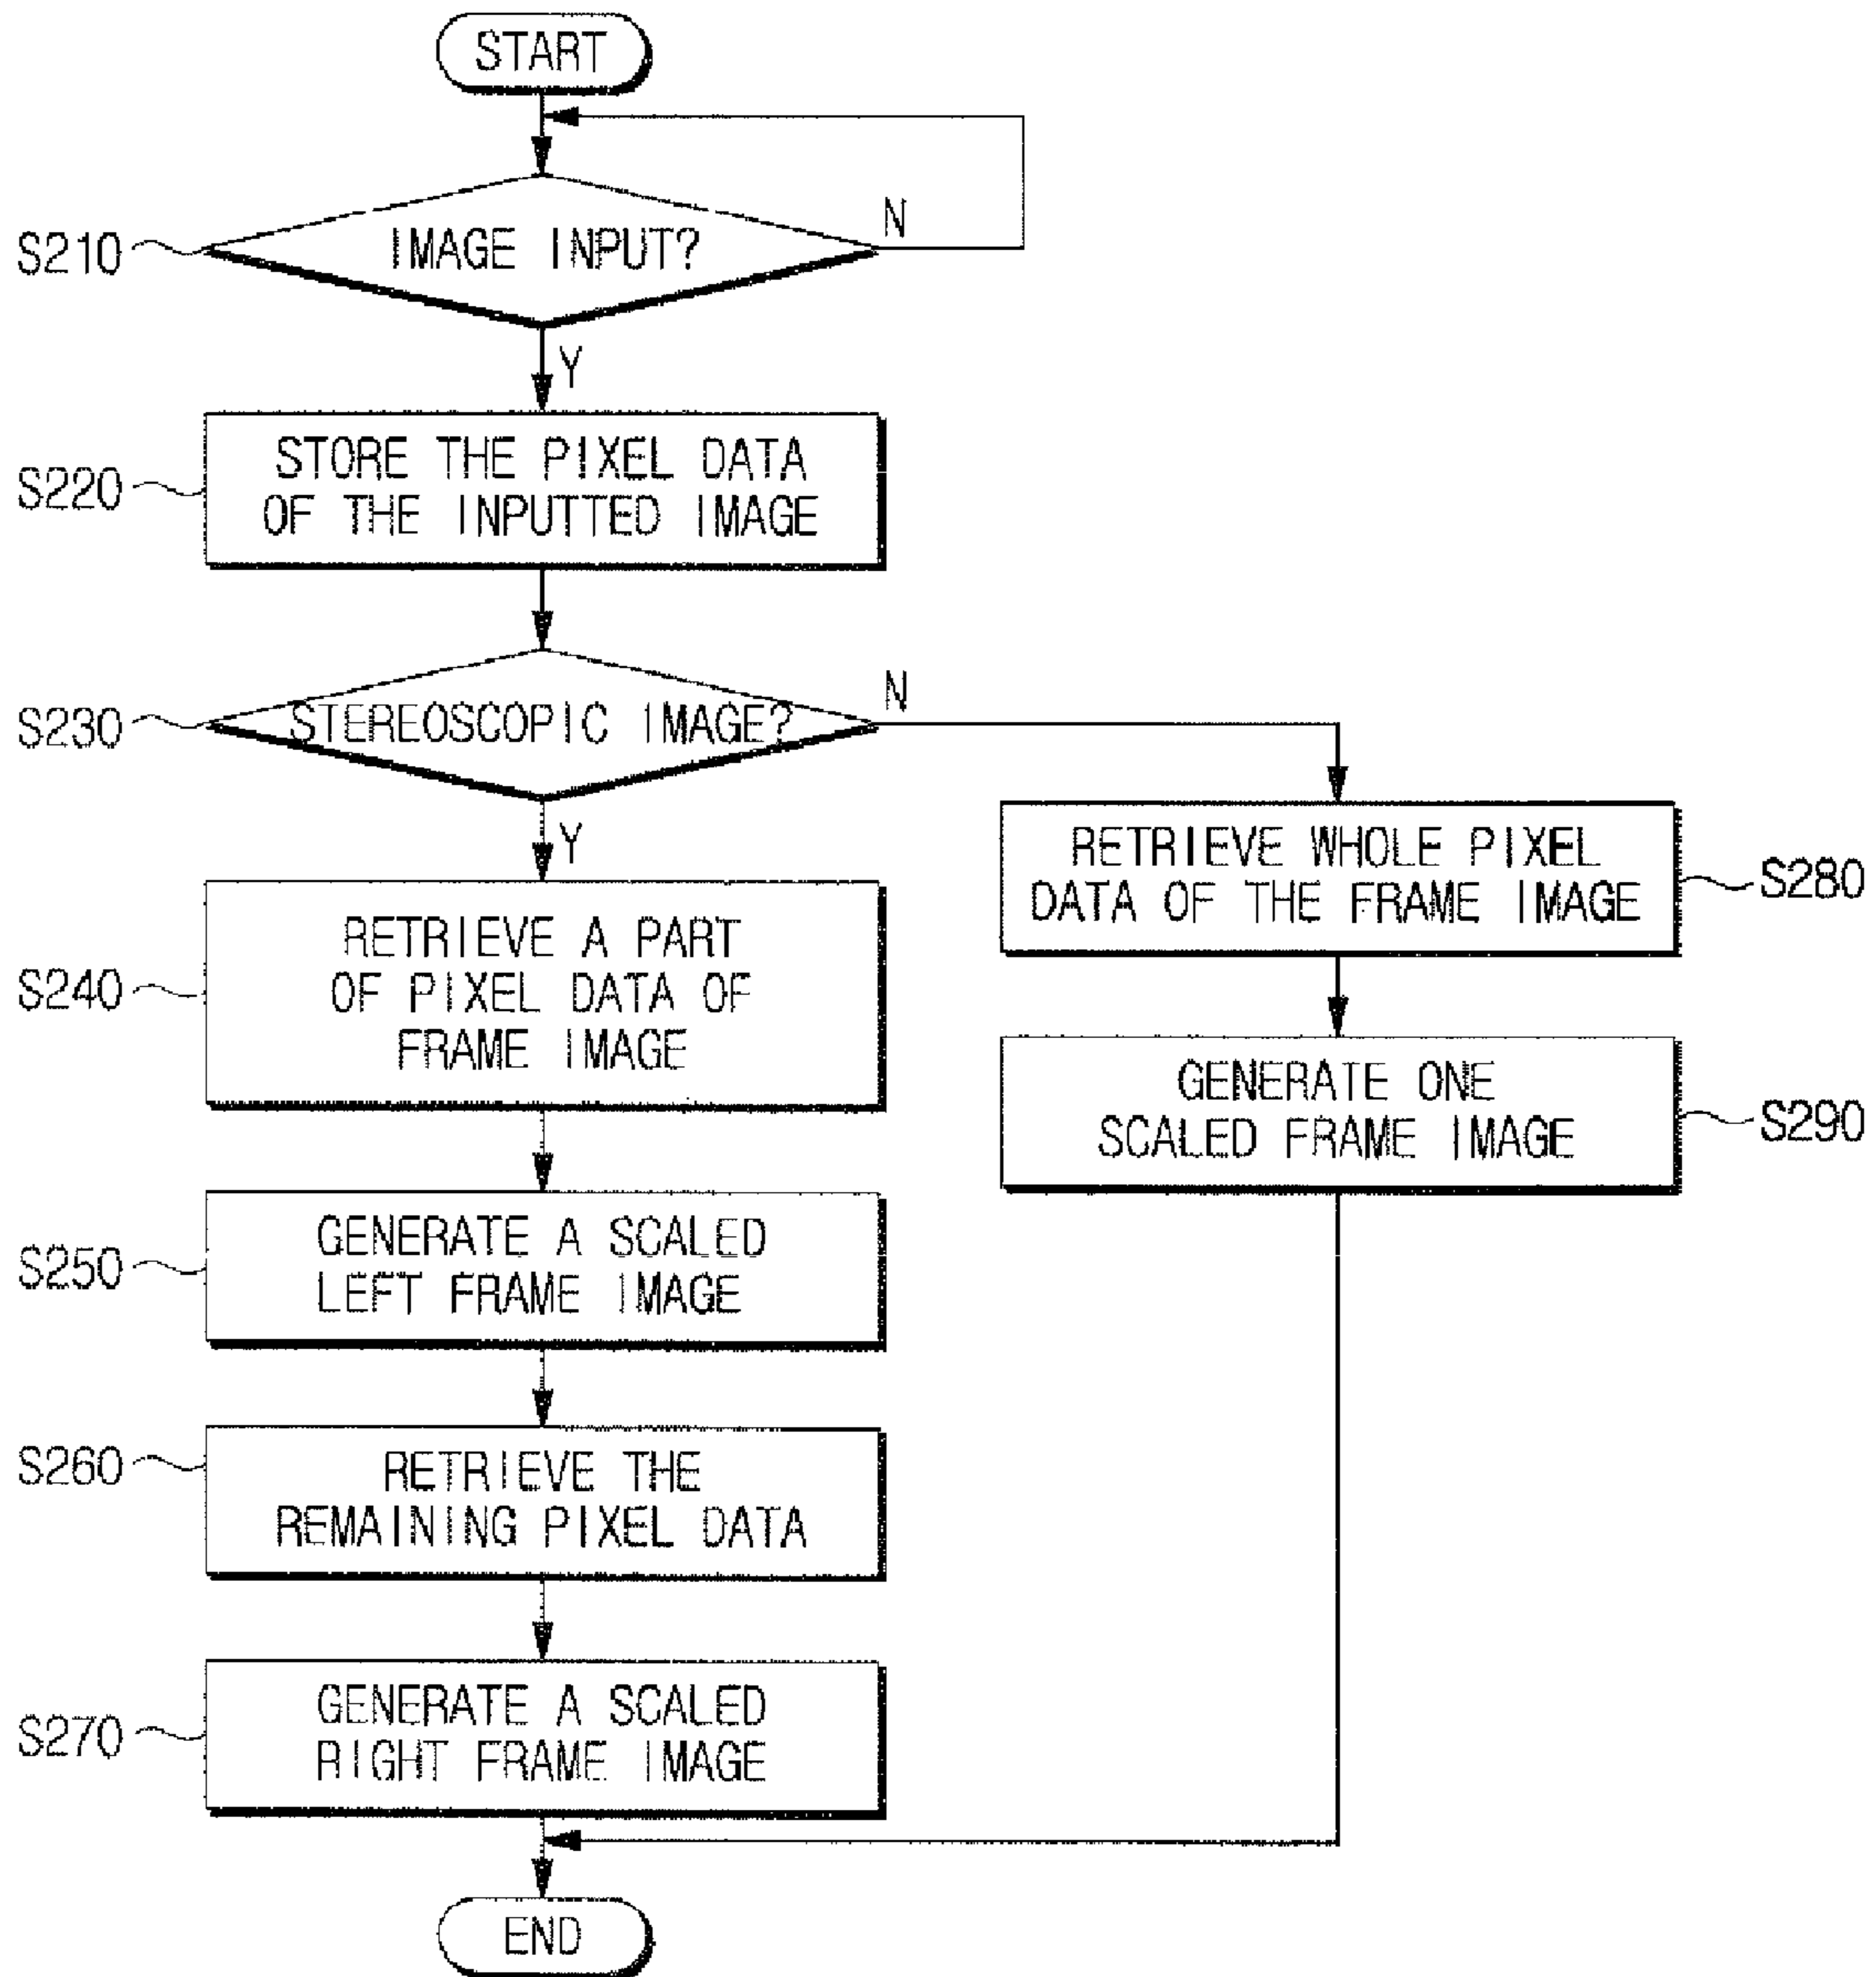 START
S210
IMAGE INPUT?
N
Y
S220
STORE THE PIXEL DATA
OF THE INPUTTED IMAGE
S230
STEREOSCOPIC IMAGE?
N
Y
S240
RETRIEVE A PART
OF PIXEL DATA OF
FRAME IMAGE
S250
GENERATE A SCALED
LEFT FRAME IMAGE
S260
RETRIEVE THE
REMAINING PIXEL DATA
S270
GENERATE A SCALED
RIGHT FRAME IMAGE
RETRIEVE WHOLE PIXEL
DATA OF THE FRAME IMAGE
S280
GENERATE ONE
SCALED FRAME IMAGE
S290
END